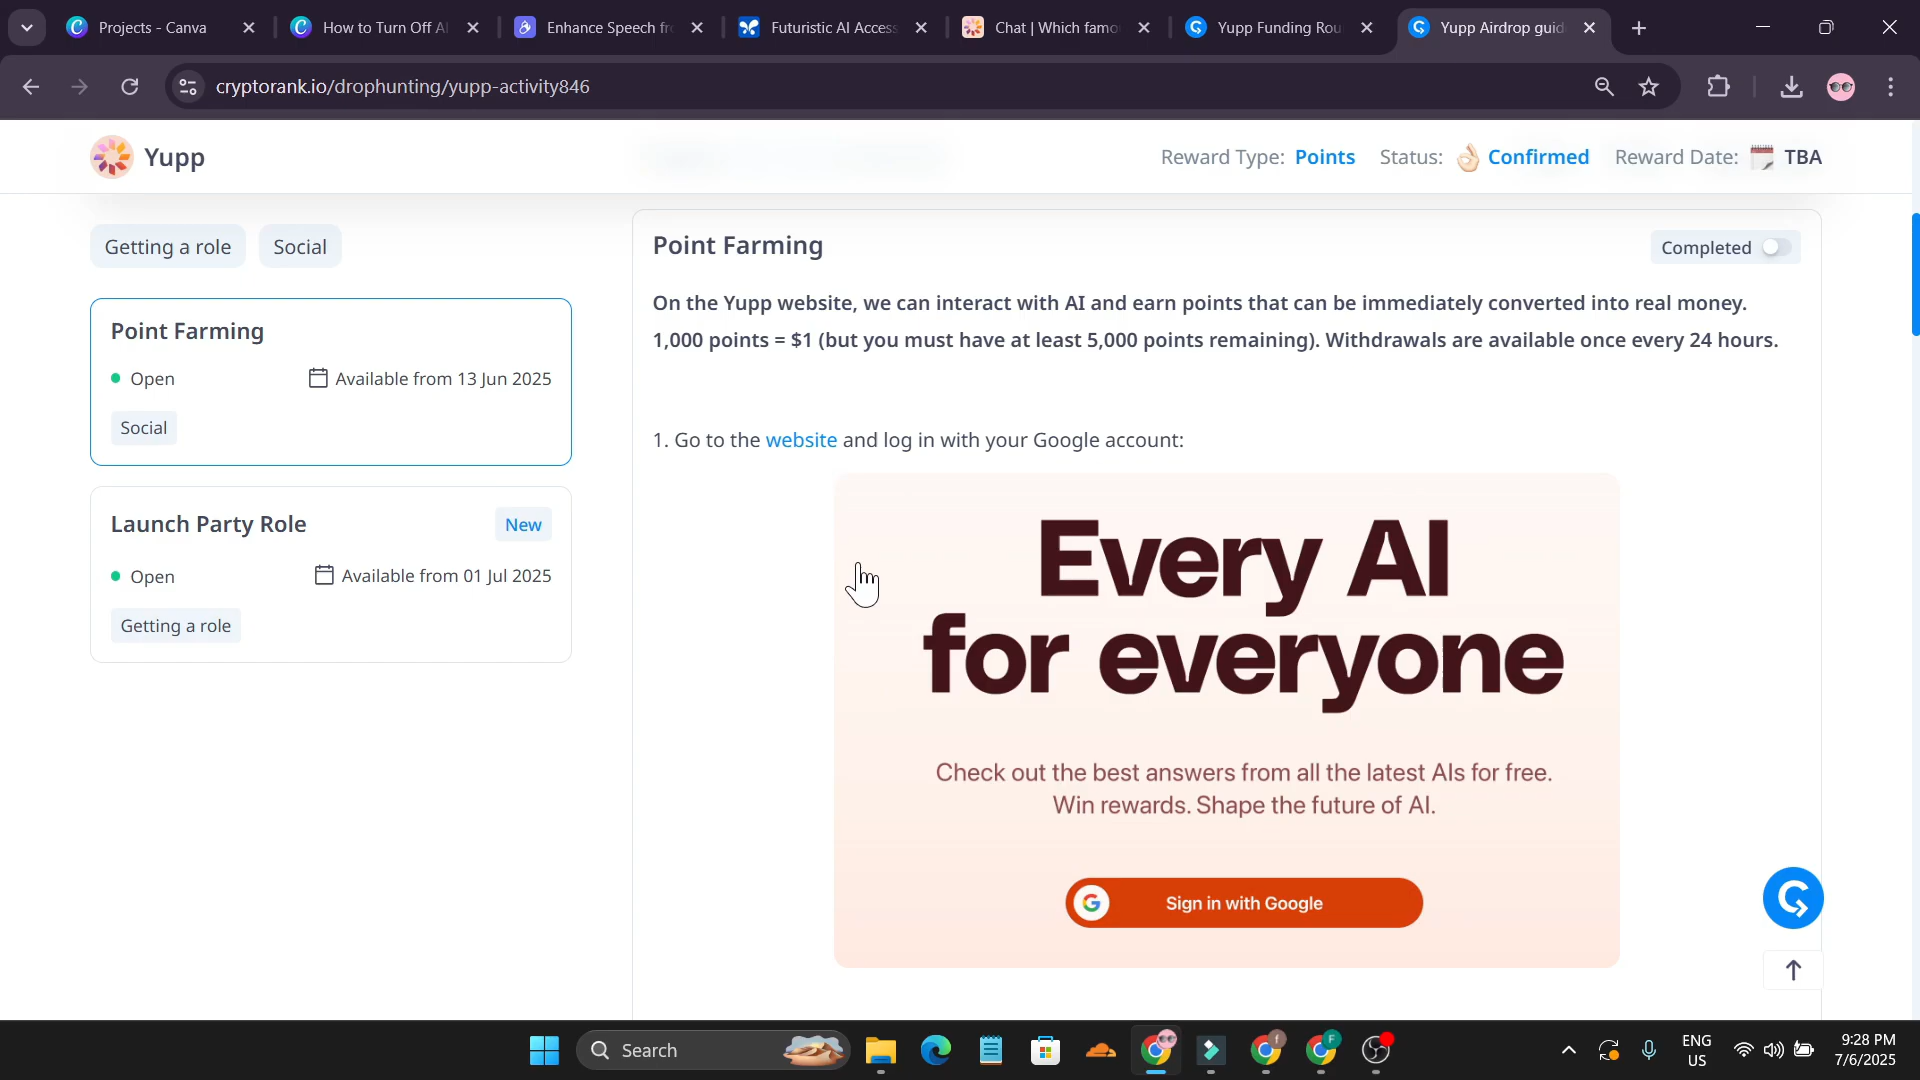 Projects - Canva
How to Turn Off AI
Enhance Speech fr
Futuristic AI Access
Chat | Which famo
Yupp Funding Rou
Yupp Airdrop guid
cryptorank.io/drophunting/yupp-activity846
Yupp
Reward Type: Points Status: Confirmed Reward Date: TBA
Getting a role
Social
Point Farming
Open
Available from 13 Jun 2025
Social
Launch Party Role
New
Open
Available from 01 Jul 2025
Getting a role
Point Farming
Completed
On the Yupp website, we can interact with AI and earn points that can be immediately converted into real money.
1,000 points = $1 (but you must have at least 5,000 points remaining). Withdrawals are available once every 24 hours.
1. Go to the website and log in with your Google account:
Every AI
for everyone
Check out the best answers from all the latest AIs for free.
Win rewards. Shape the future of AI.
Sign in with Google
Search
ENG
US
9:28 PM
7/6/2025